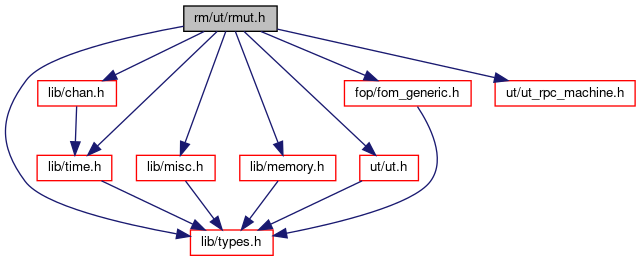 rm/ut/rmut.h
lib/chan.h
fop/fom_generic.h
ut/ut_rpc_machine.h
lib/time.h
lib/misc.h
lib/memory.h
ut/ut.h
lib/types.h